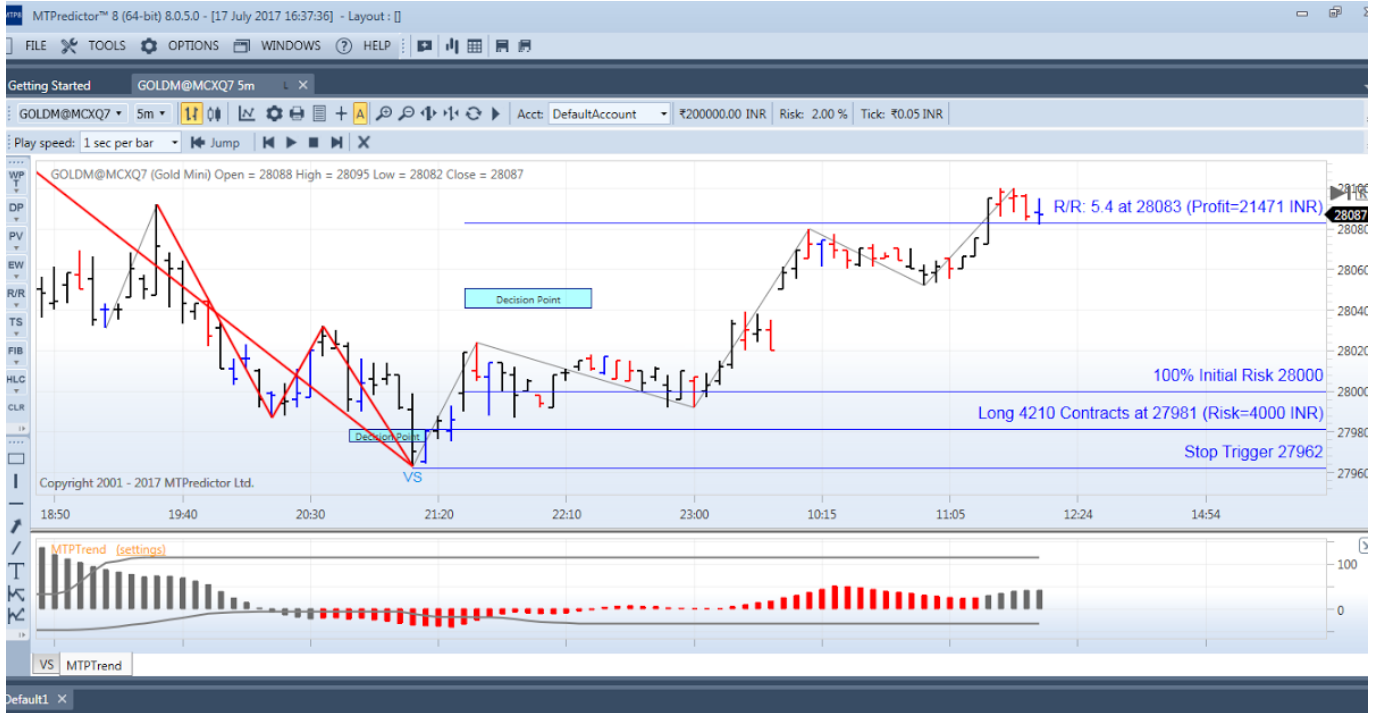 MTP8 MTPredictor™ 8 (64-bit) 8.0.5.0 - [17 July 2017 16:37:36] - Layout : []
FILE TOOLS OPTIONS WINDOWS ? HELP
Getting Started GOLDM@MCXQ7 5m L X
GOLDM@MCXQ7 5m A Acct: DefaultAccount ₹200000.00 INR Risk: 2.00 % Tick: ₹0.05 INR
Play speed: 1 sec per bar Jump
WP
T
DP
PV
EW
R/R
TS
FIB
HLC
CLR
T
GOLDM@MCXQ7 (Gold Mini) Open = 28088 High = 28095 Low = 28082 Close = 28087
R/R: 5.4 at 28083 (Profit=21471 INR)
28087
28080
28060
Decision Point
28040
28020
100% Initial Risk 28000
28000
Long 4210 Contracts at 27981 (Risk=4000 INR)
Decision Point
27980
Stop Trigger 27962
27960
VS
Copyright 2001 - 2017 MTPredictor Ltd.
18:50 19:40 20:30 21:20 22:10 23:00 10:15 11:05 12:24 14:54
MTPTrend (settings)
100
0
VS MTPTrend
Default1 X